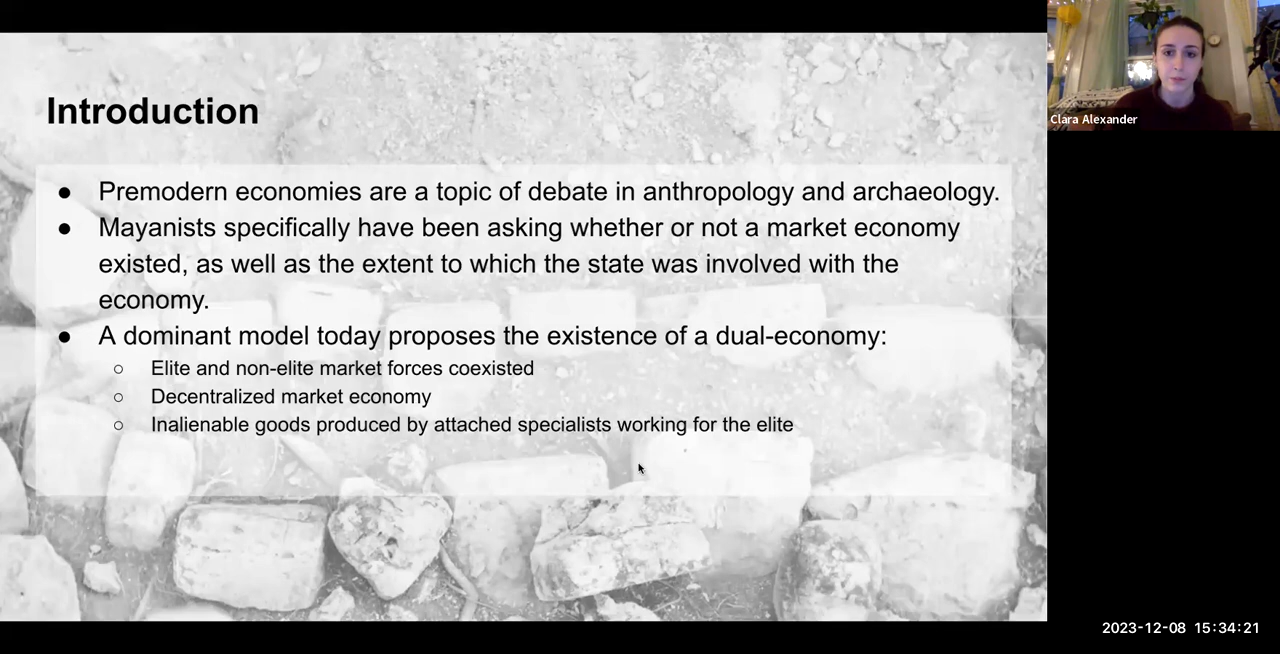 Introduction
● Premodern economies are a topic of debate in anthropology and archaeology.
● Mayanists specifically have been asking whether or not a market economy
existed, as well as the extent to which the state was involved with the
economy.
● A dominant model today proposes the existence of a dual-economy:
○ Elite and non-elite market forces coexisted
○ Decentralized market economy
○ Inalienable goods produced by attached specialists working for the elite
Clara Alexander
2023-12-08 15:34:21